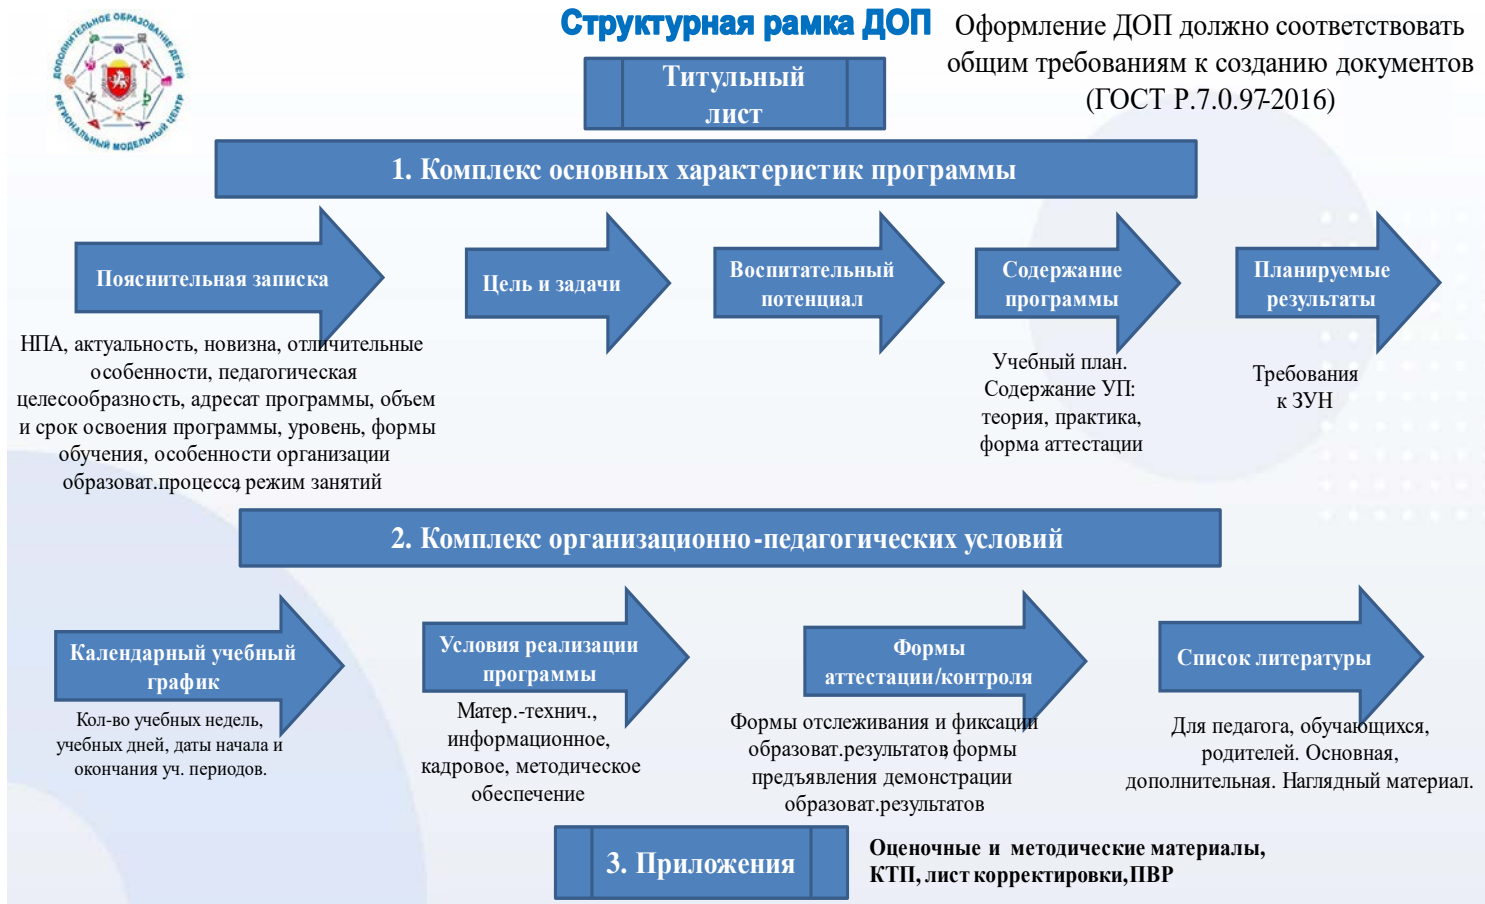 ДОПОЛНИТЕЛЬНОЕ ОБРАЗОВАНИЕ ДЕТЕЙ
РЕГИОНАЛЬНЫЙ МОДЕЛЬНЫЙ ЦЕНТР
Структурная рамка ДОП
Оформление ДОП должно соответствовать
общим требованиям к созданию документов
(ГОСТ Р.7.0.97-2016)
Титульный
лист
1. Комплекс основных характеристик программы
Пояснительная записка
НПА, актуальность, новизна, отличительные
особенности, педагогическая
целесообразность, адресат программы, объем
и срок освоения программы, уровень, формы
обучения, особенности организации
образоват.процесса, режим занятий
Цель и задачи
Воспитательный
потенциал
Содержание
программы
Учебный план.
Содержание УП:
теория, практика,
форма аттестации
Планируемые
результаты
Требования
к ЗУН
2. Комплекс организационно-педагогических условий
Календарный учебный
график
Кол-во учебных недель,
учебных дней, даты начала и
окончания уч. периодов.
Условия реализации
программы
Матер.-технич.,
информационное,
кадровое, методическое
обеспечение
Формы
аттестации/контроля
Формы отслеживания и фиксации
образоват.результатов, формы
предъявления демонстрации
образоват.результатов
Список литературы
Для педагога, обучающихся,
родителей. Основная,
дополнительная. Наглядный материал.
3. Приложения
Оценочные и методические материалы,
КТП, лист корректировки, ПВР